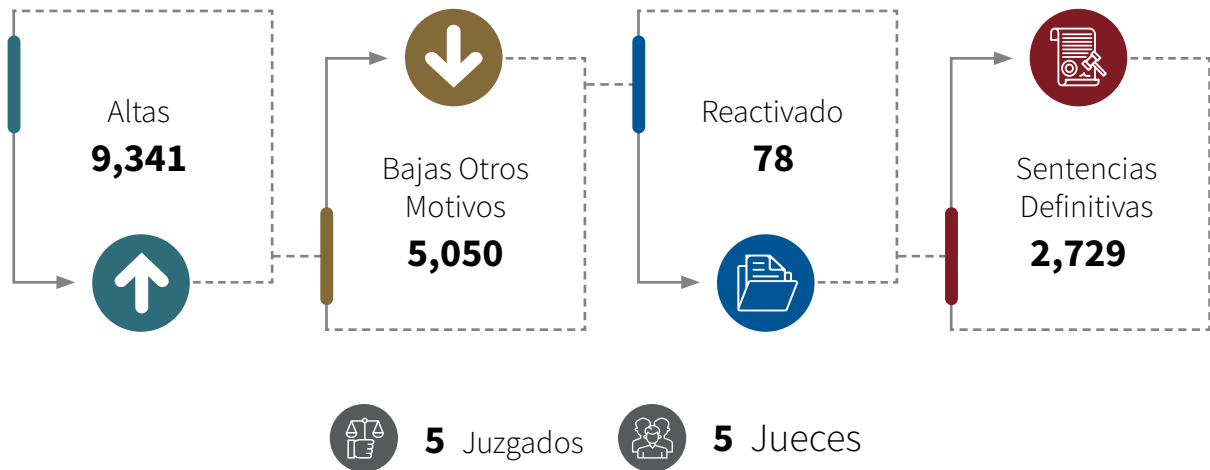 Altas
9,341
Bajas Otros
Motivos
5,050
Reactivado
78
Sentencias
Definitivas
2,729
5 Juzgados
5 Jueces